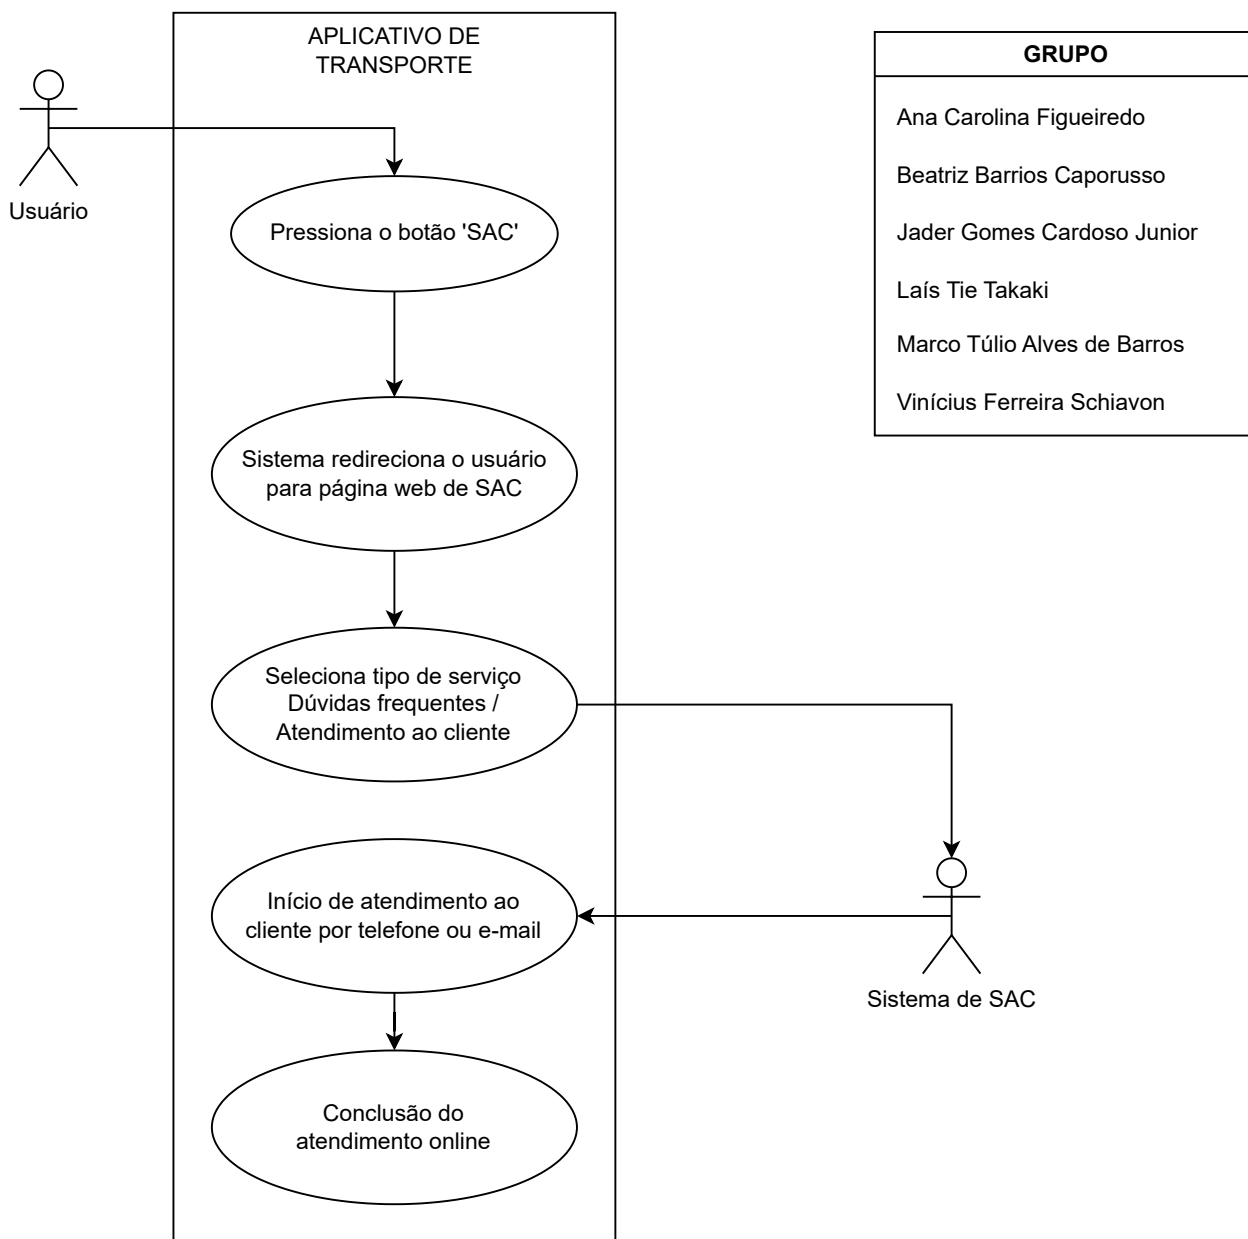 APLICATIVO DE
TRANSPORTE
Usuário
Pressiona o botão 'SAC'
Sistema redireciona o usuário
para página web de SAC
Seleciona tipo de serviço
Dúvidas frequentes /
Atendimento ao cliente
Início de atendimento ao
cliente por telefone ou e-mail
Conclusão do
atendimento online
Sistema de SAC
GRUPO
Ana Carolina Figueiredo
Beatriz Barrios Caporusso
Jader Gomes Cardoso Junior
Laís Tie Takaki
Marco Túlio Alves de Barros
Vinícius Ferreira Schiavon